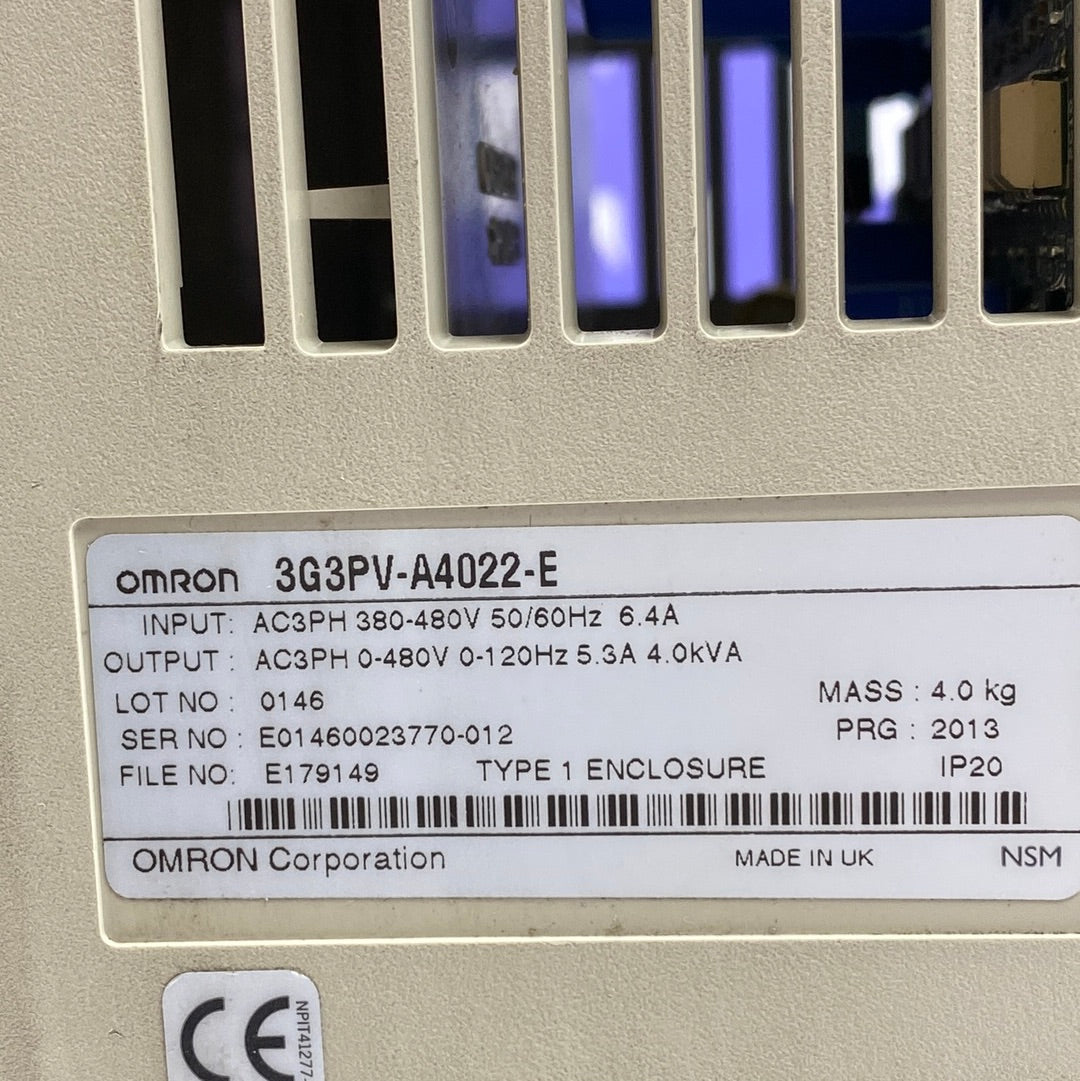 OMRON 3G3PV-A4022-E
INPUT: AC3PH 380-480V 50/60Hz 6.4A
OUTPUT : AC3PH 0-480V 0-120Hz 5.3A 4.0kVA
LOT NO : 0146
MASS : 4.0 kg
SER NO : E01460023770-012
PRG : 2013
FILE NO: E179149 TYPE 1 ENCLOSURE IP20
OMRON Corporation MADE IN UK NSM
CE
NPIT41277-